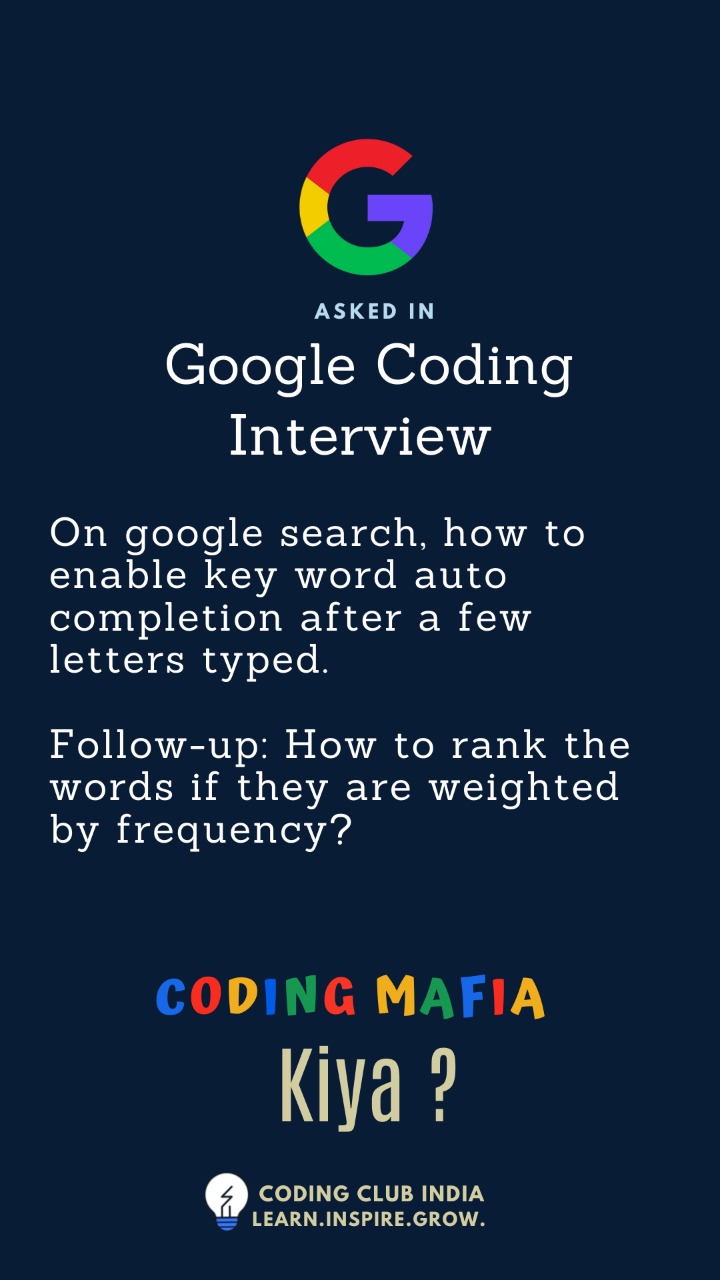 ASKED IN
Google Coding
Interview
On google search, how to
enable key word auto
completion after a few
letters typed.
Follow-up: How to rank the
words if they are weighted
by frequency?
CODING MAFIA
Kiya ?
CODING CLUB INDIA
LEARN.INSPIRE.GROW.